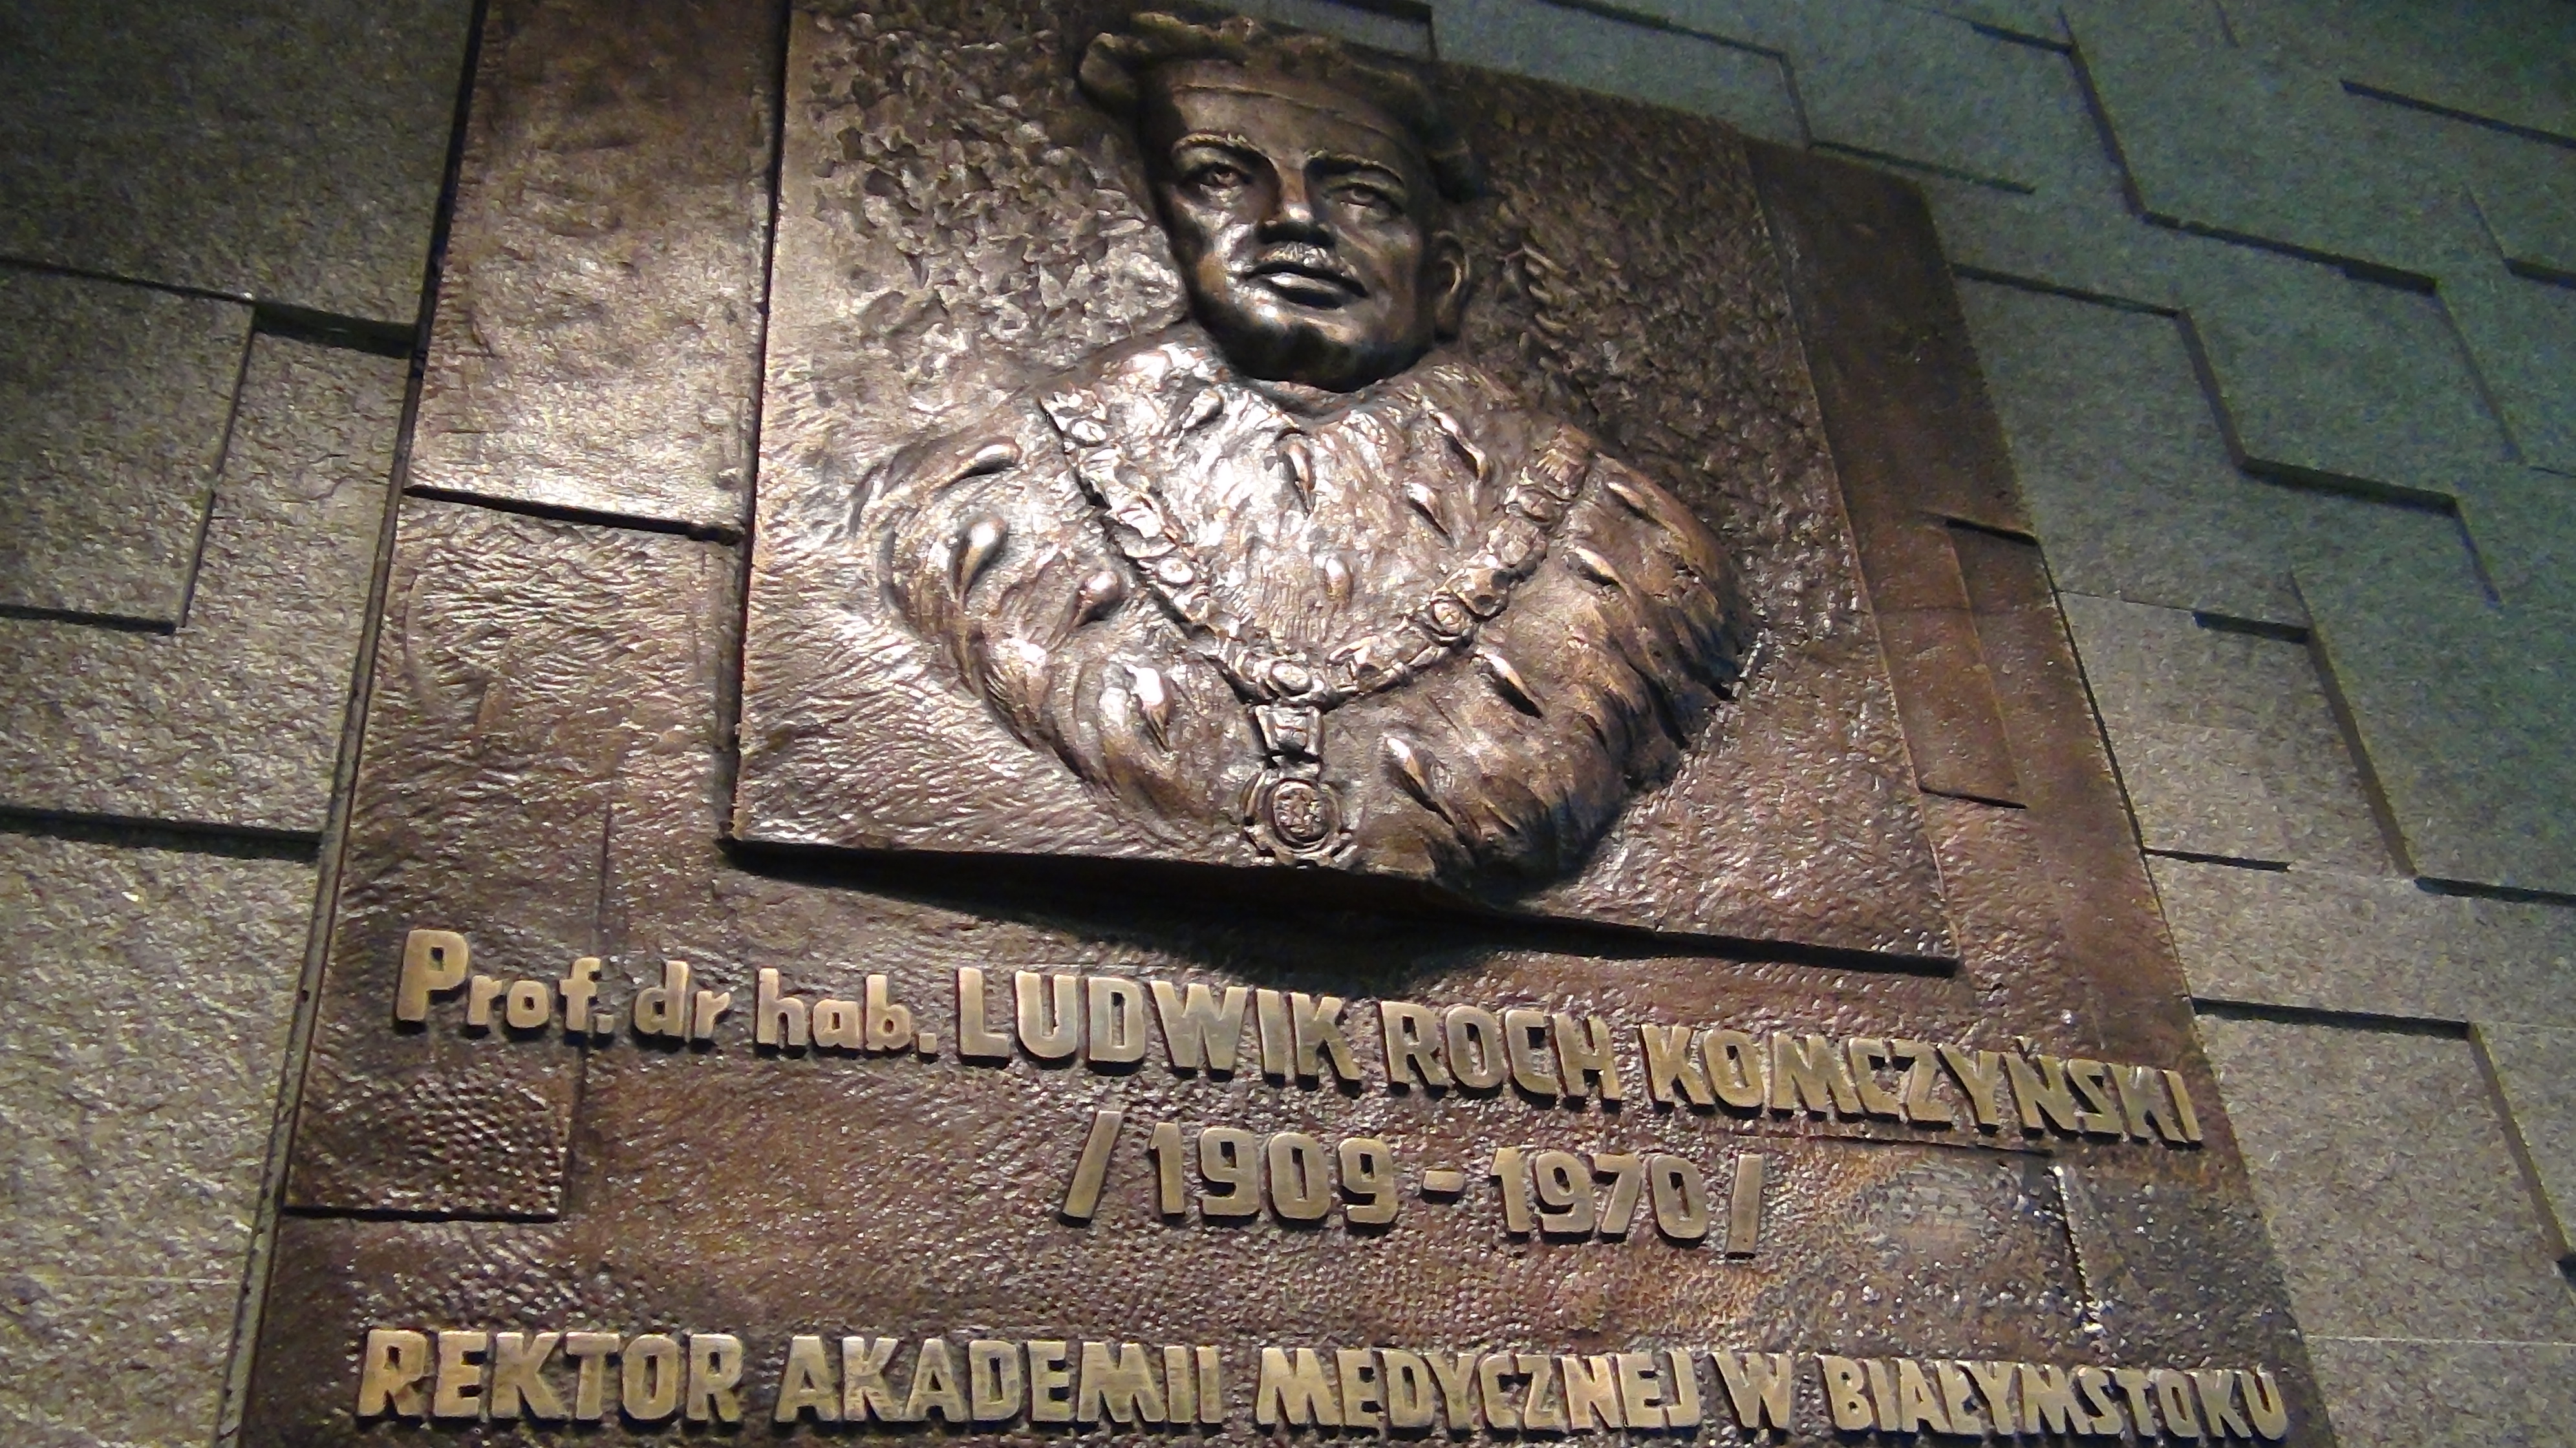 Prof. dr hab. LUDWIK ROCH KOMCZYŃSKI
/1909-1970/
REKTOR AKADEMII MEDYCZNEJ W BIAŁYMSTOKU